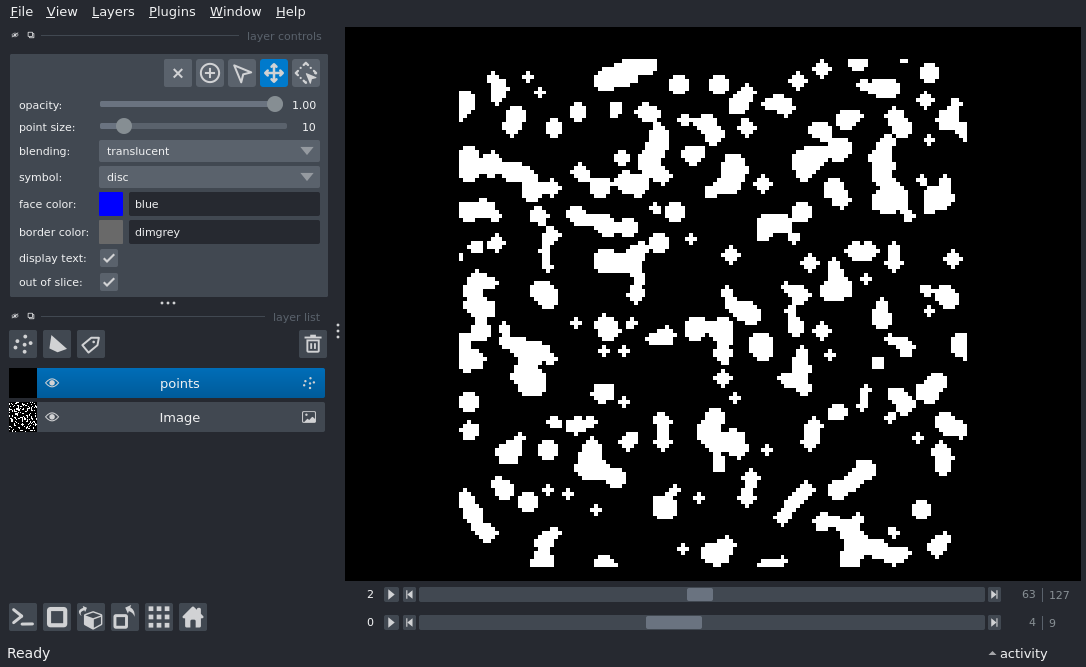 File View Layers Plugins Window Help
layer controls
opacity: 1.00
point size: 10
blending: translucent
symbol: disc
face color: blue
border color: dimgrey
display text:
out of slice:
layer list
points
Image
2 63 127
0 4 9
Ready activity